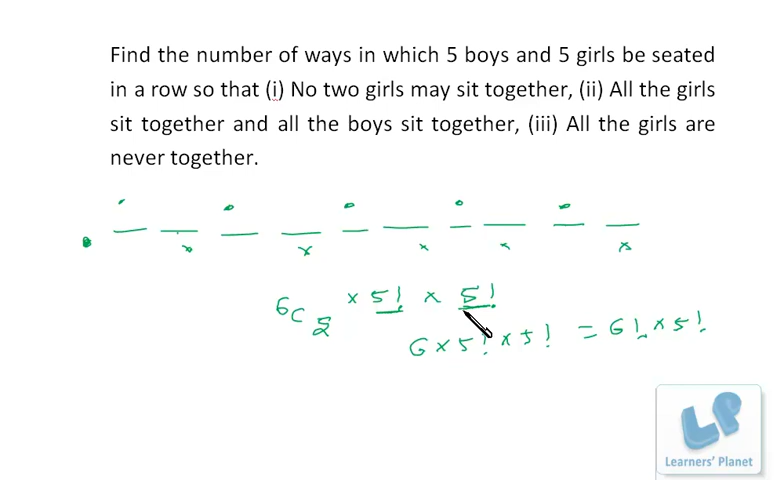 Find the number of ways in which 5 boys and 5 girls be seated
in a row so that (i) No two girls may sit together, (ii) All the girls
sit together and all the boys sit together, (iii) All the girls are
never together.
6C5 × 5! × 5!
6 × 5! × 5! = 6! × 5!
LP
Learners' Planet